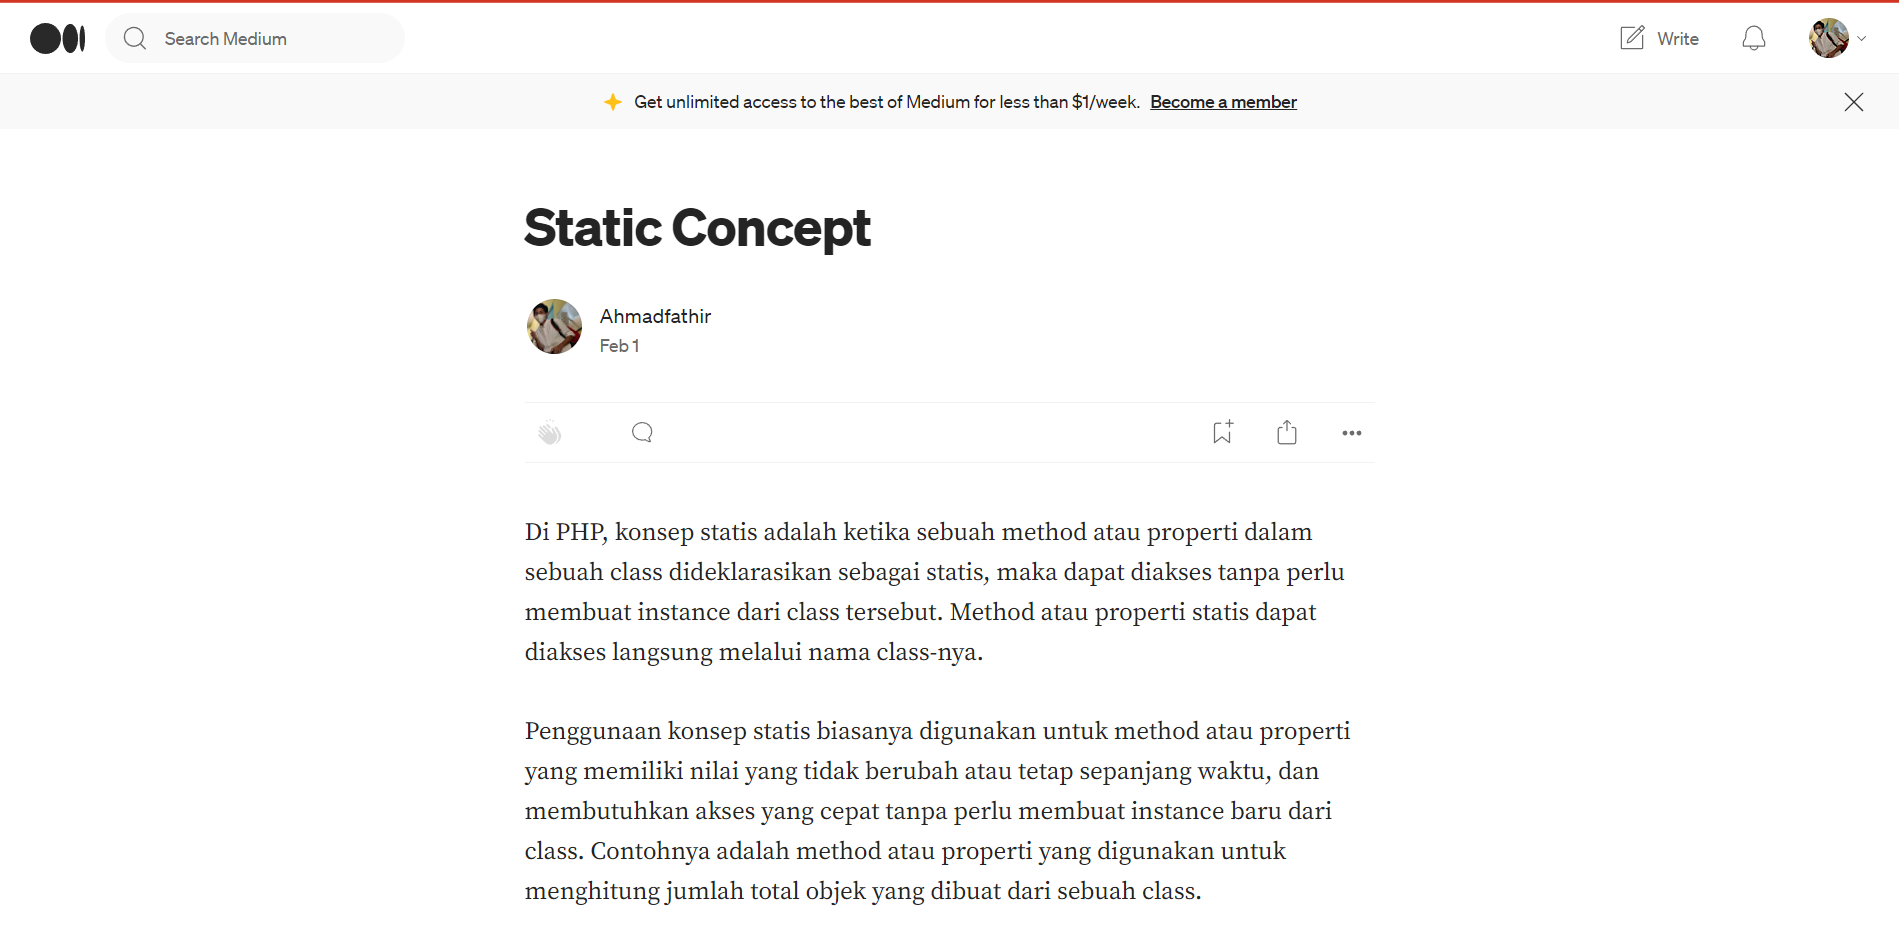 Search Medium
Write
Get unlimited access to the best of Medium for less than $1/week. Become a member
Static Concept
Ahmadfathir
Feb 1
Di PHP, konsep statis adalah ketika sebuah method atau properti dalam
sebuah class dideklarasikan sebagai statis, maka dapat diakses tanpa perlu
membuat instance dari class tersebut. Method atau properti statis dapat
diakses langsung melalui nama class-nya.
Penggunaan konsep statis biasanya digunakan untuk method atau properti
yang memiliki nilai yang tidak berubah atau tetap sepanjang waktu, dan
membutuhkan akses yang cepat tanpa perlu membuat instance baru dari
class. Contohnya adalah method atau properti yang digunakan untuk
menghitung jumlah total objek yang dibuat dari sebuah class.